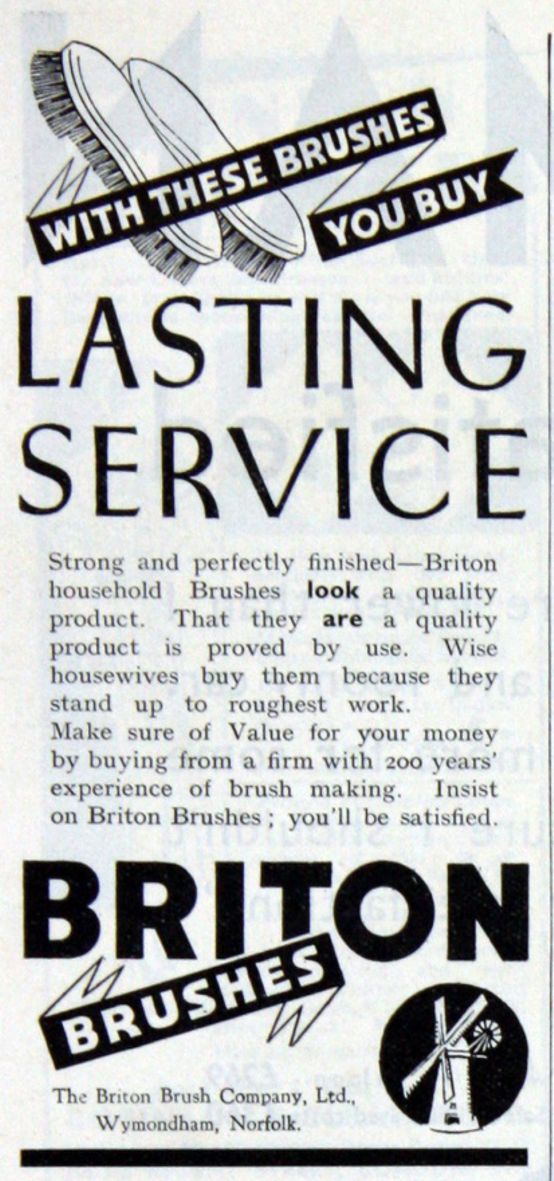 WITH THESE BRUSHES
YOU BUY
LASTING
SERVICE
Strong and perfectly finished—Briton
household Brushes look a quality
product. That they are a quality
product is proved by use. Wise
housewives buy them because they
stand up to roughest work.
Make sure of Value for your money
by buying from a firm with 200 years'
experience of brush making. Insist
on Briton Brushes; you'll be satisfied.
BRITON
BRUSHES
The Briton Brush Company, Ltd.,
Wymondham, Norfolk.